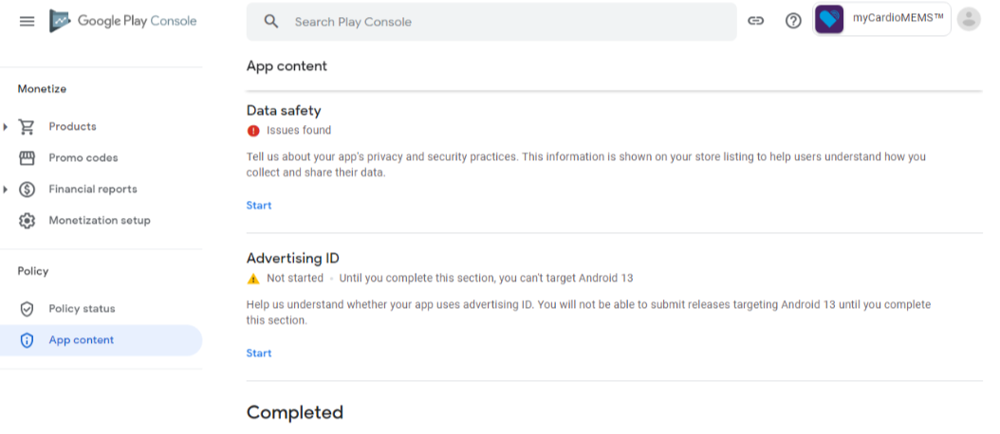 Google Play Console
Search Play Console
myCardioMEMS™
Monetize
Products
Promo codes
Financial reports
Monetization setup
Policy
Policy status
App content
App content
Data safety
Issues found
Tell us about your app's privacy and security practices. This information is shown on your store listing to help users understand how you
collect and share their data.
Start
Advertising ID
Not started · Until you complete this section, you can't target Android 13
Help us understand whether your app uses advertising ID. You will not be able to submit releases targeting Android 13 until you complete
this section.
Start
Completed